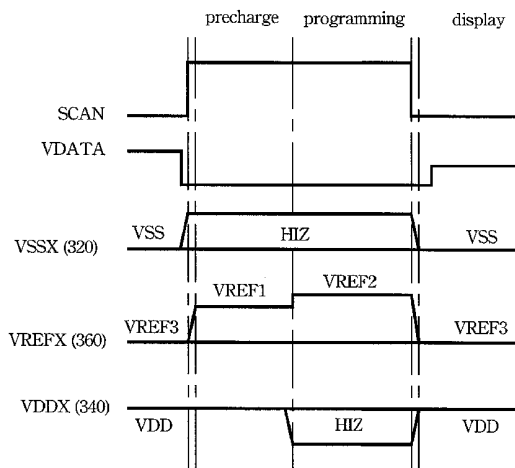 precharge programming display
SCAN
VDATA
VSS HIZ VSS
VSSX (320)
VREF1 VREF2
VREF3 VREF3
VREFX (360)
VDDX (340)
VDD HIZ VDD